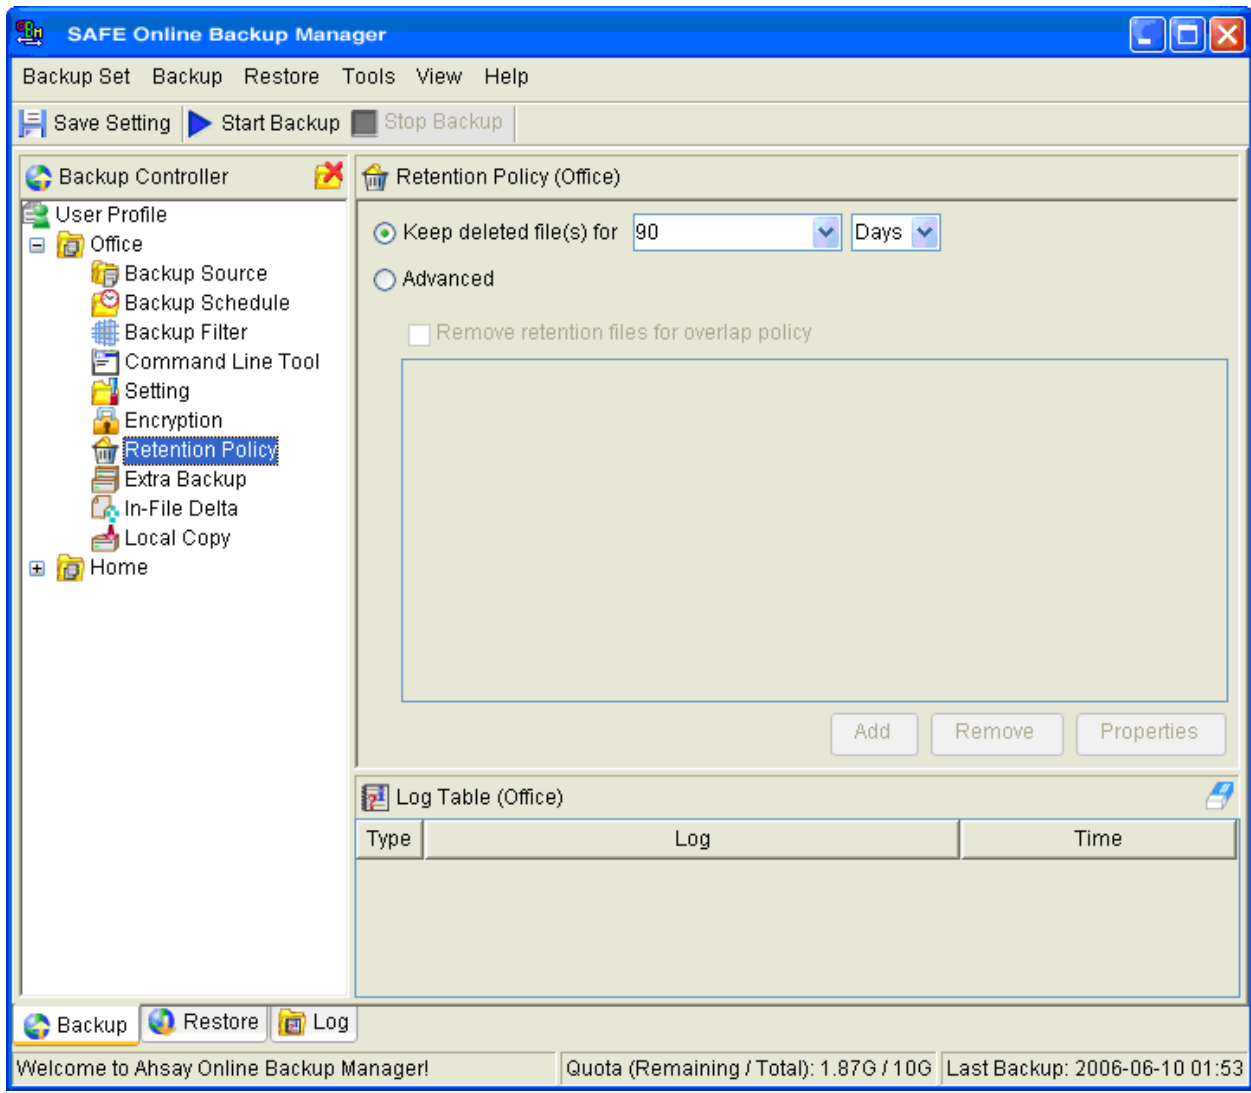 SAFE Online Backup Manager
Backup Set Backup Restore Tools View Help
Save Setting Start Backup Stop Backup
Backup Controller
User Profile
Office
Backup Source
Backup Schedule
Backup Filter
Command Line Tool
Setting
Encryption
Retention Policy
Extra Backup
In-File Delta
Local Copy
Home
Retention Policy (Office)
Keep deleted file(s) for 90 Days
Advanced
Remove retention files for overlap policy
Add Remove Properties
Log Table (Office)
Type Log Time
Backup Restore Log
Welcome to Ahsay Online Backup Manager! Quota (Remaining / Total): 1.87G / 10G Last Backup: 2006-06-10 01:53